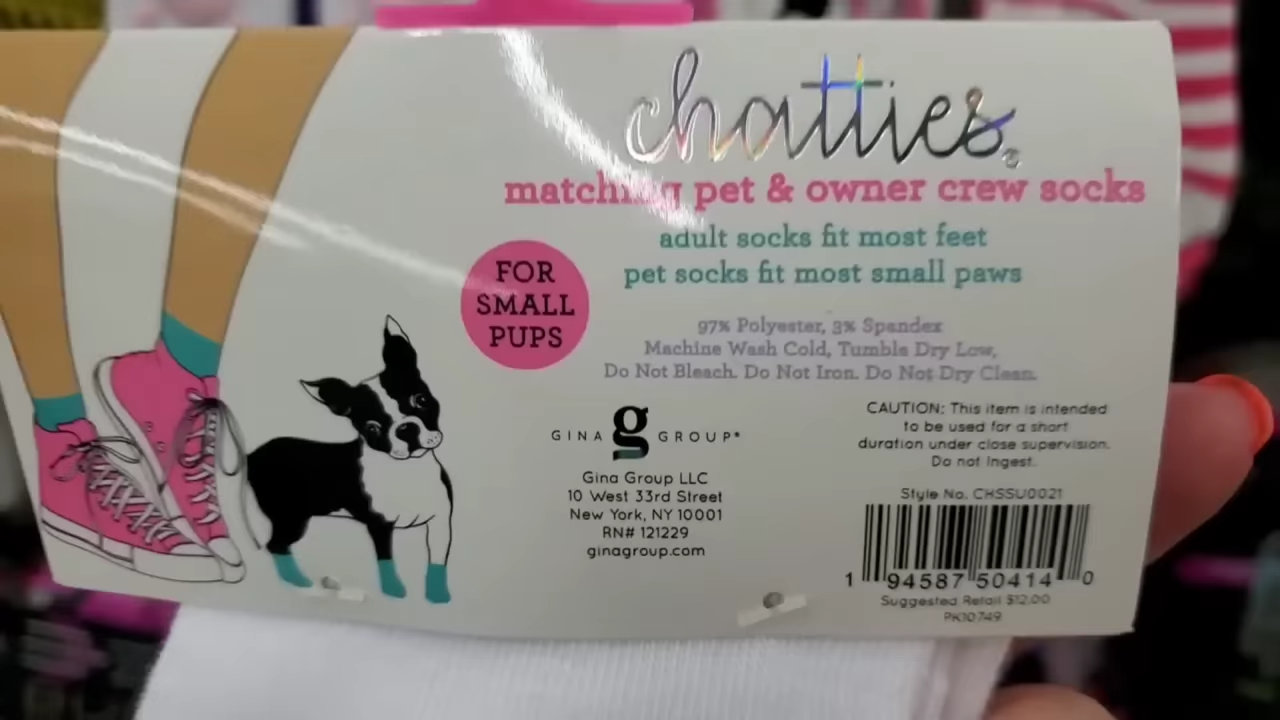 chatties®
matching pet & owner crew socks
adult socks fit most feet
pet socks fit most small paws
FOR
SMALL
PUPS
97% Polyester, 3% Spandex
Machine Wash Cold, Tumble Dry Low,
Do Not Bleach. Do Not Iron. Do Not Dry Clean.
g
GINA GROUP®
Gina Group LLC
10 West 33rd Street
New York, NY 10001
RN# 121229
ginagroup.com
CAUTION: This item is intended
to be used for a short
duration under close supervision.
Do not Ingest.
Style No. CHSSU0021
1 94587 50414 0
Suggested Retail $12.00
PK10749